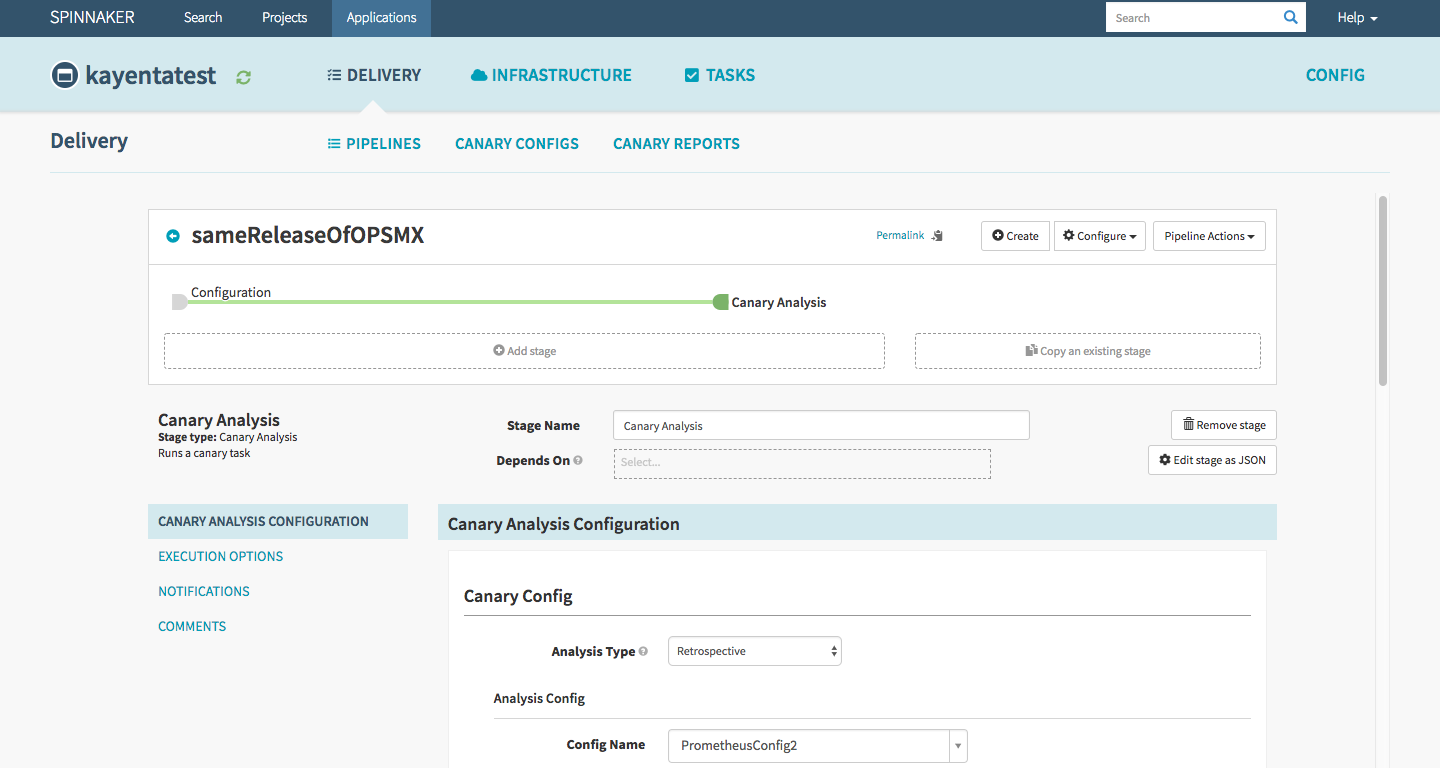 SPINNAKER Search Projects Applications Search Help
kayentatest DELIVERY INFRASTRUCTURE TASKS CONFIG
Delivery PIPELINES CANARY CONFIGS CANARY REPORTS
sameReleaseOfOPSMX Permalink Create Configure Pipeline Actions
Configuration
Canary Analysis
Add stage Copy an existing stage
Canary Analysis Stage Name Canary Analysis Remove stage
Stage type: Canary Analysis
Runs a canary task
Depends On Select... Edit stage as JSON
CANARY ANALYSIS CONFIGURATION Canary Analysis Configuration
EXECUTION OPTIONS
NOTIFICATIONS
COMMENTS
Canary Config
Analysis Type Retrospective
Analysis Config
Config Name PrometheusConfig2